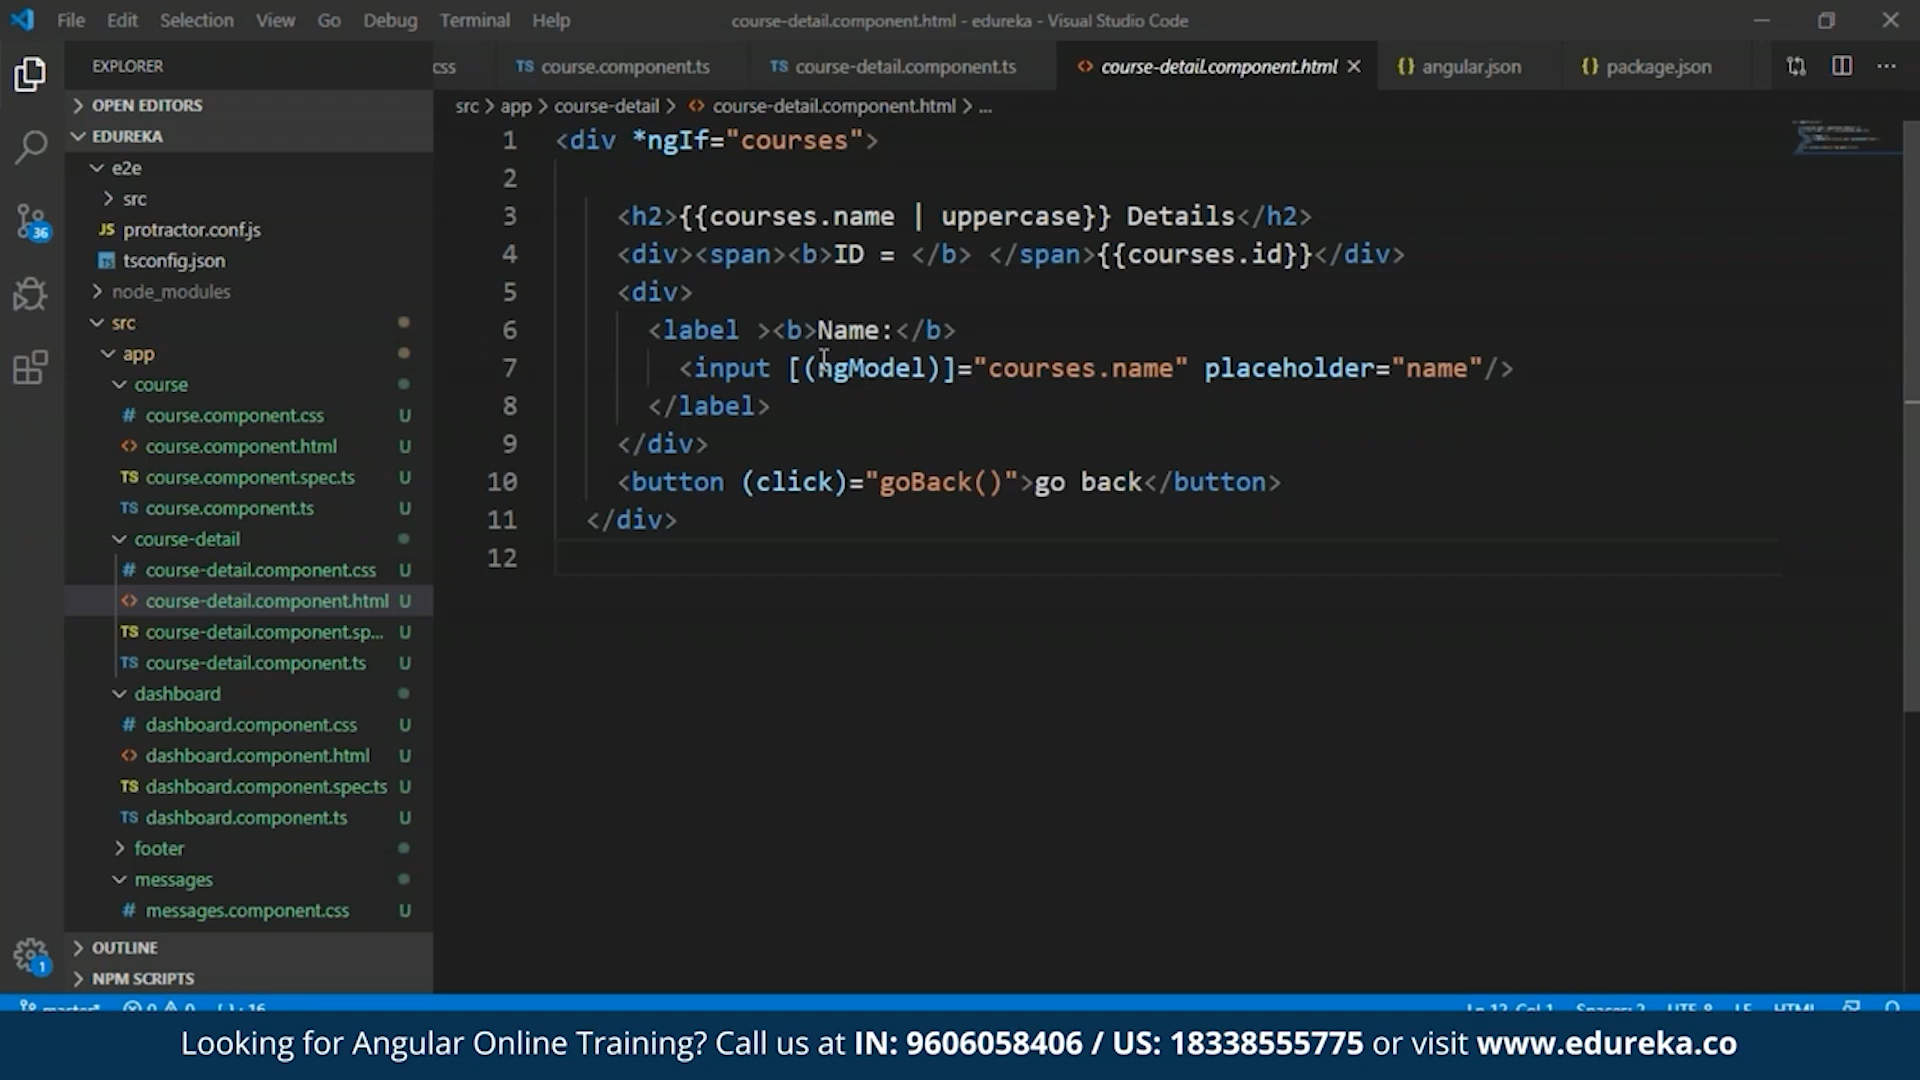 File Edit Selection View Go Debug Terminal Help course-detail.component.html - edureka - Visual Studio Code
EXPLORER
css TS course.component.ts TS course-detail.component.ts <> course-detail.component.html {} angular.json {} package.json
OPEN EDITORS
src > app > course-detail > <> course-detail.component.html > ...
EDUREKA
e2e
src
JS protractor.conf.js
tsconfig.json
node_modules
src
app
course
# course.component.css U
<> course.component.html U
TS course.component.spec.ts U
TS course.component.ts U
course-detail
# course-detail.component.css U
<> course-detail.component.html U
TS course-detail.component.sp... U
TS course-detail.component.ts U
dashboard
# dashboard.component.css U
<> dashboard.component.html U
TS dashboard.component.spec.ts U
TS dashboard.component.ts U
footer
messages
# messages.component.css U
OUTLINE
NPM SCRIPTS
36
1
1 <div *ngIf="courses">
2
3 <h2>{{courses.name | uppercase}} Details</h2>
4 <div><span><b>ID = </b> </span>{{courses.id}}</div>
5 <div>
6 <label ><b>Name:</b>
7 <input [(ngModel)]="courses.name" placeholder="name"/>
8 </label>
9 </div>
10 <button (click)="goBack()">go back</button>
11 </div>
12
Looking for Angular Online Training? Call us at IN: 9606058406 / US: 18338555775 or visit www.edureka.co